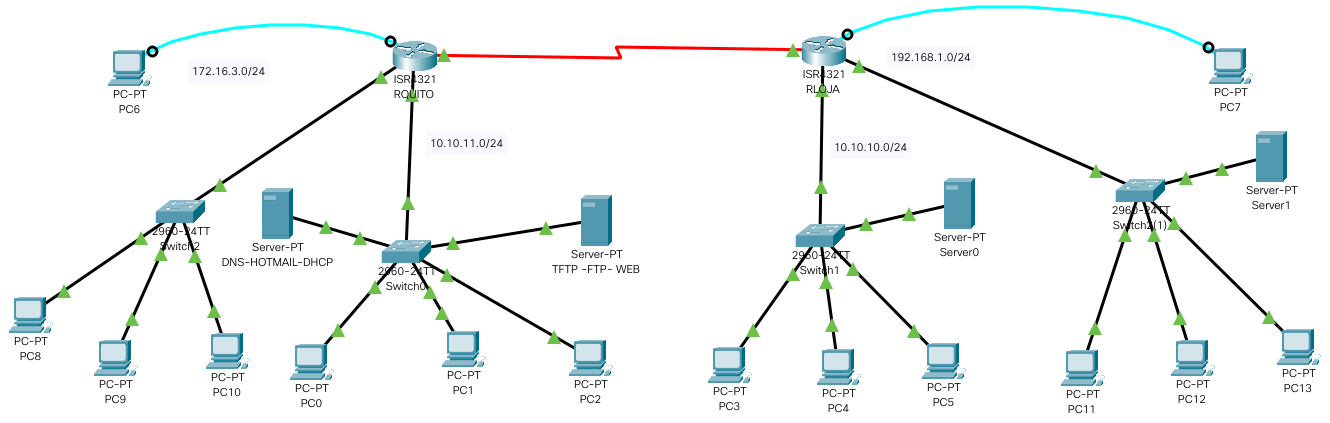 PC-PT
PC6
172.16.3.0/24
ISR4321
RQUITO
ISR4321
RLOJA
192.168.1.0/24
PC-PT
PC7
10.10.11.0/24
10.10.10.0/24
2960-24TT
Switch2
Server-PT
DNS-HOTMAIL-DHCP
2960-24TT
Switch0
Server-PT
TFTP -FTP- WEB
2960-24TT
Switch1
Server-PT
Server0
2960-24TT
Switch2(1)
Server-PT
Server1
PC-PT
PC8
PC-PT
PC9
PC-PT
PC10
PC-PT
PC0
PC-PT
PC1
PC-PT
PC2
PC-PT
PC3
PC-PT
PC4
PC-PT
PC5
PC-PT
PC11
PC-PT
PC12
PC-PT
PC13